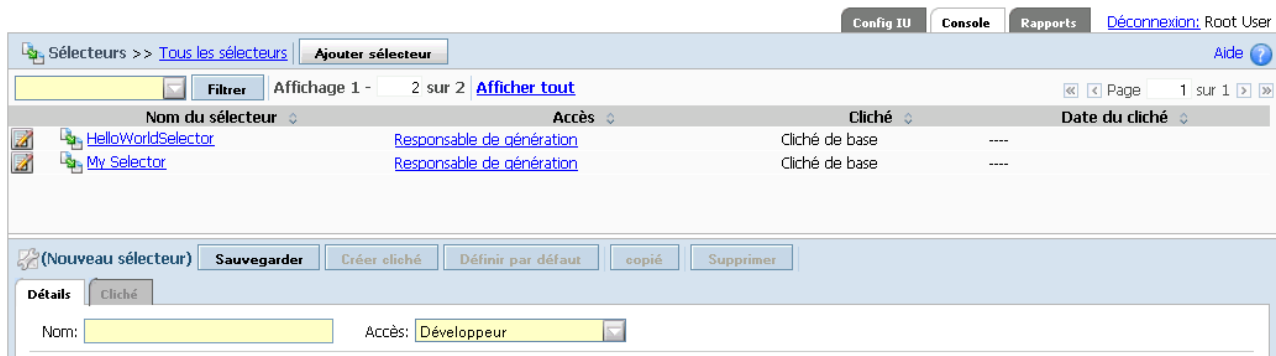 Config IU Console Rapports Déconnexion: Root User
Sélecteurs >> Tous les sélecteurs Ajouter sélecteur Aide
Filtrer Affichage 1 - 2 sur 2 Afficher tout Page 1 sur 1
Nom du sélecteur Accès Cliché Date du cliché
HelloWorldSelector Responsable de génération Cliché de base ----
My Selector Responsable de génération Cliché de base ----
(Nouveau sélecteur) Sauvegarder Créer cliché Définir par défaut copié Supprimer
Détails Cliché
Nom: Accès: Développeur